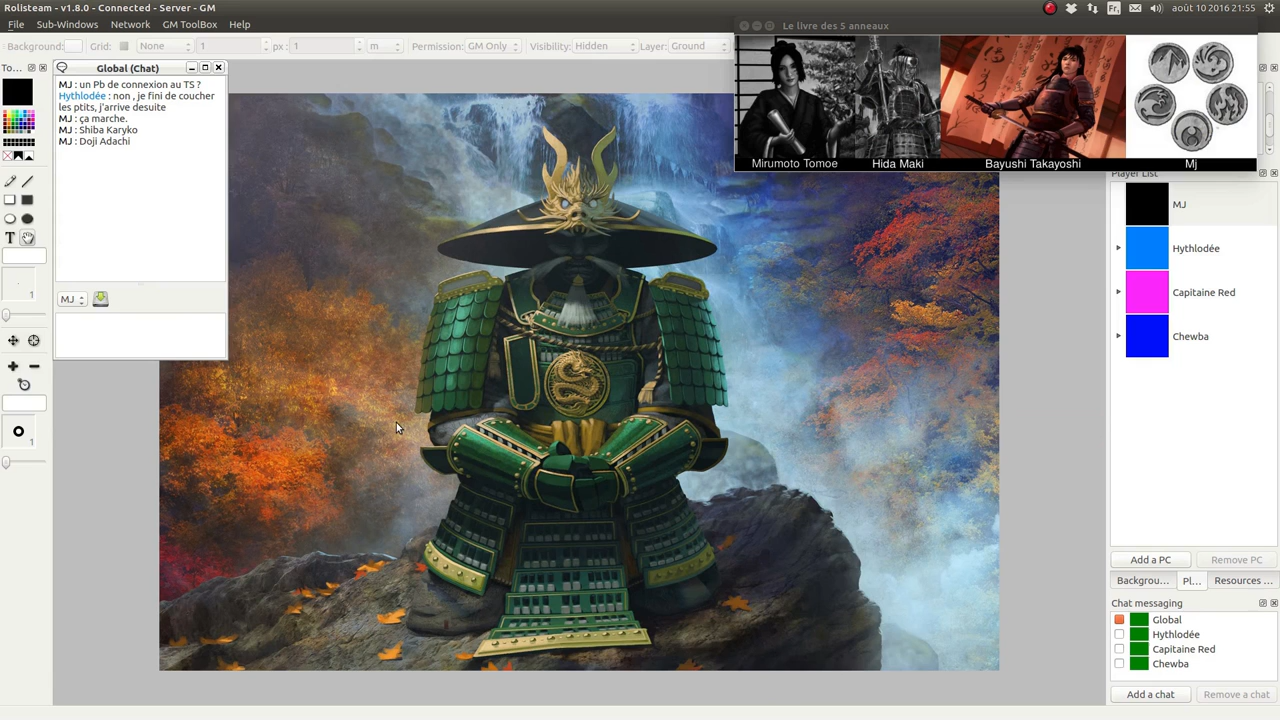 Rolisteam - v1.8.0 - Connected - Server - GM
Fr,
août 10 2016 21:55
File Sub-Windows Network GM ToolBox Help
Background: Grid: None 1 px : 1 m Permission: GM Only Visibility: Hidden Layer: Ground
Le livre des 5 anneaux
Mirumoto Tomoe Hida Maki Bayushi Takayoshi Mj
To...
Global (Chat)
MJ : un Pb de connexion au TS ?
Hythlodée : non , je fini de coucher
les ptits, j'arrive desuite
MJ : ça marche.
MJ : Shiba Karyko
MJ : Doji Adachi
MJ
T
1
1
Player List
MJ
Hythlodée
Capitaine Red
Chewba
Add a PC Remove PC
Backgrou... Pl... Resources ...
Chat messaging
Global
Hythlodée
Capitaine Red
Chewba
Add a chat Remove a chat